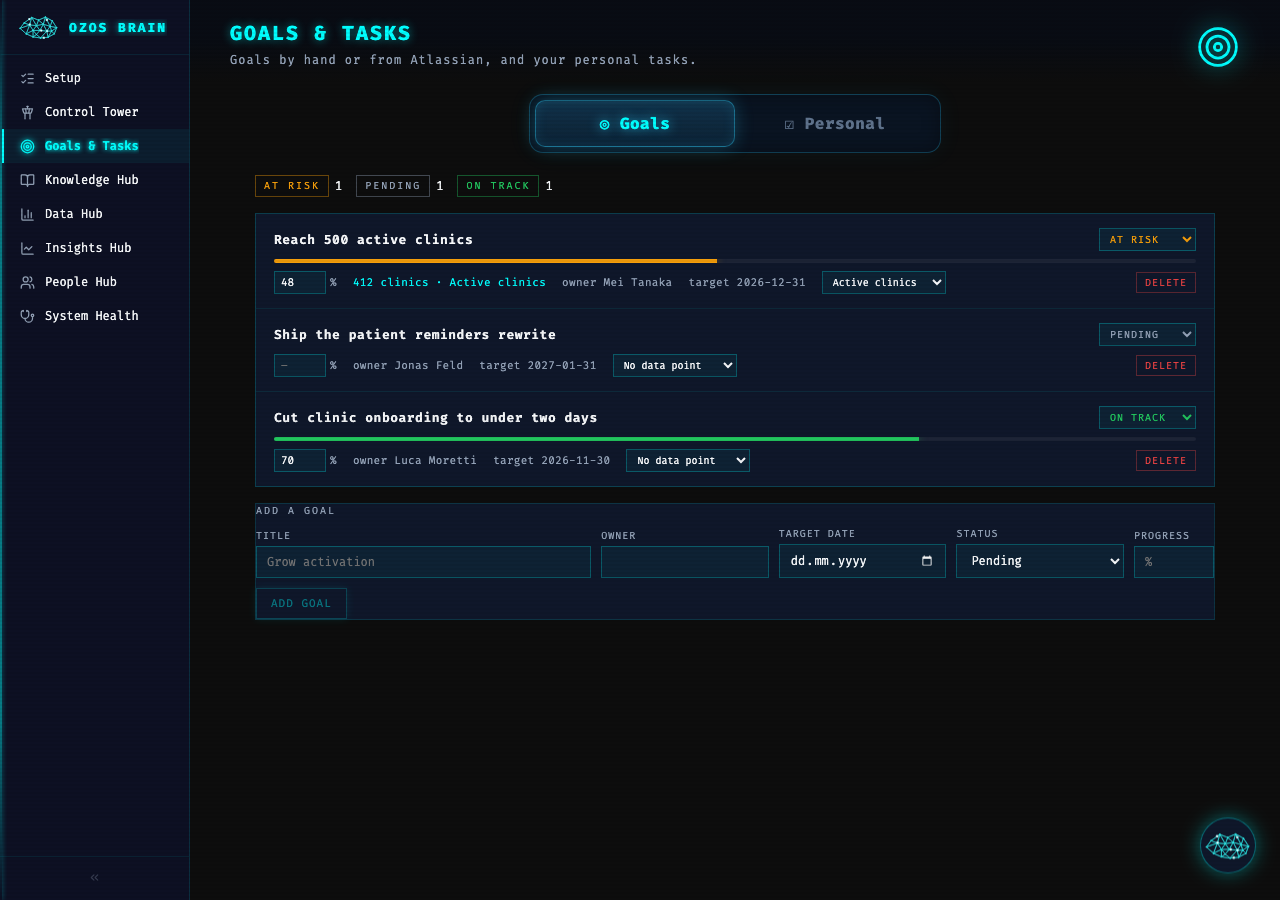 OZOS BRAIN
Setup
Control Tower
Goals & Tasks
Knowledge Hub
Data Hub
Insights Hub
People Hub
System Health
«
GOALS & TASKS
Goals by hand or from Atlassian, and your personal tasks.
◎ Goals
☑ Personal
AT RISK 1 PENDING 1 ON TRACK 1
Reach 500 active clinics AT RISK
48 % 412 clinics · Active clinics owner Mei Tanaka target 2026-12-31 Active clinics DELETE
Ship the patient reminders rewrite PENDING
— % owner Jonas Feld target 2027-01-31 No data point DELETE
Cut clinic onboarding to under two days ON TRACK
70 % owner Luca Moretti target 2026-11-30 No data point DELETE
ADD A GOAL
TITLE OWNER TARGET DATE STATUS PROGRESS
Grow activation dd.mm.yyyy Pending %
ADD GOAL